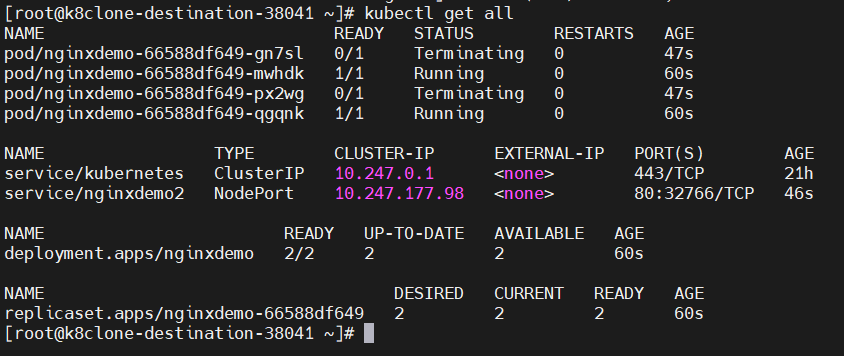 [root@k8clone-destination-38041 ~]# kubectl get all
NAME READY STATUS RESTARTS AGE
pod/nginxdemo-66588df649-gn7sl 0/1 Terminating 0 47s
pod/nginxdemo-66588df649-mwhdk 1/1 Running 0 60s
pod/nginxdemo-66588df649-px2wg 0/1 Terminating 0 47s
pod/nginxdemo-66588df649-qgqnk 1/1 Running 0 60s
NAME TYPE CLUSTER-IP EXTERNAL-IP PORT(S) AGE
service/kubernetes ClusterIP 10.247.0.1 <none> 443/TCP 21h
service/nginxdemo2 NodePort 10.247.177.98 <none> 80:32766/TCP 46s
NAME READY UP-TO-DATE AVAILABLE AGE
deployment.apps/nginxdemo 2/2 2 2 60s
NAME DESIRED CURRENT READY AGE
replicaset.apps/nginxdemo-66588df649 2 2 2 60s
[root@k8clone-destination-38041 ~]#